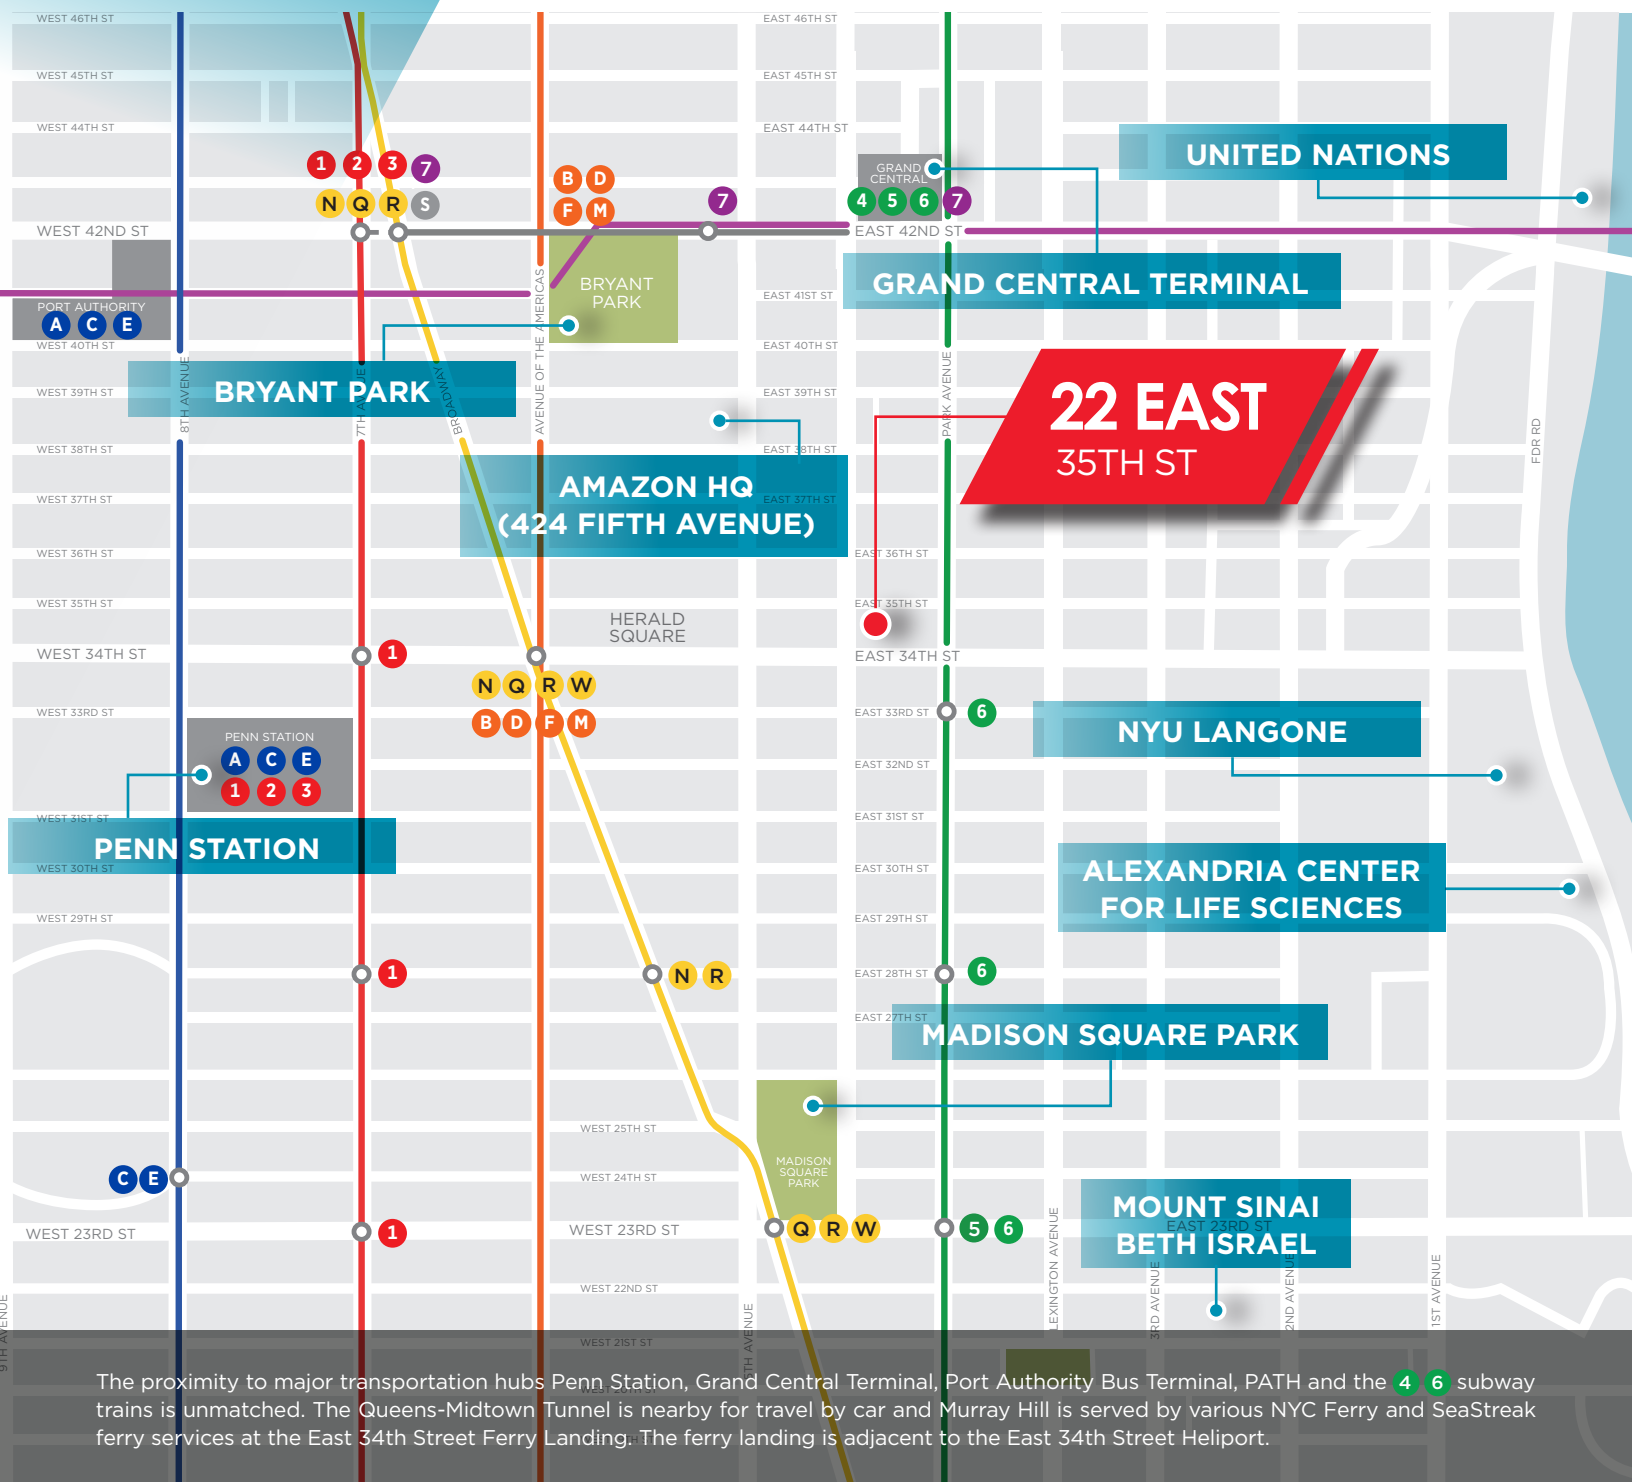 WEST 46TH ST
EAST 46TH ST
WEST 45TH ST
EAST 45TH ST
WEST 44TH ST
EAST 44TH ST
UNITED NATIONS
1 2 3 7
N Q R S
B D
F M
7
GRAND
CENTRAL
4 5 6 7
WEST 42ND ST
EAST 42ND ST
GRAND CENTRAL TERMINAL
BRYANT
PARK
EAST 41ST ST
PORT AUTHORITY
A C E
WEST 40TH ST
EAST 40TH ST
BRYANT PARK
8TH AVENUE
7TH AVENUE
BROADWAY
AVENUE OF THE AMERICAS
PARK AVENUE
FDR RD
WEST 39TH ST
EAST 39TH ST
22 EAST
35TH ST
WEST 38TH ST
EAST 38TH ST
AMAZON HQ
(424 FIFTH AVENUE)
WEST 37TH ST
EAST 37TH ST
WEST 36TH ST
EAST 36TH ST
WEST 35TH ST
EAST 35TH ST
HERALD
SQUARE
WEST 34TH ST
1
EAST 34TH ST
N Q R W
B D F M
WEST 33RD ST
EAST 33RD ST
6
NYU LANGONE
PENN STATION
A C E
1 2 3
EAST 32ND ST
WEST 31ST ST
EAST 31ST ST
PENN STATION
WEST 30TH ST
EAST 30TH ST
ALEXANDRIA CENTER
FOR LIFE SCIENCES
WEST 29TH ST
EAST 29TH ST
1
N R
EAST 28TH ST
6
EAST 27TH ST
MADISON SQUARE PARK
WEST 25TH ST
MADISON
SQUARE
PARK
C E
WEST 24TH ST
MOUNT SINAI
BETH ISRAEL
EAST 23RD ST
WEST 23RD ST
1
WEST 23RD ST
Q R W
5 6
WEST 22ND ST
9TH AVENUE
5TH AVENUE
LEXINGTON AVENUE
3RD AVENUE
2ND AVENUE
1ST AVENUE
WEST 21ST ST
WEST 20TH ST
The proximity to major transportation hubs Penn Station, Grand Central Terminal, Port Authority Bus Terminal, PATH and the 4 6 subway
trains is unmatched. The Queens-Midtown Tunnel is nearby for travel by car and Murray Hill is served by various NYC Ferry and SeaStreak
ferry services at the East 34th Street Ferry Landing. The ferry landing is adjacent to the East 34th Street Heliport.